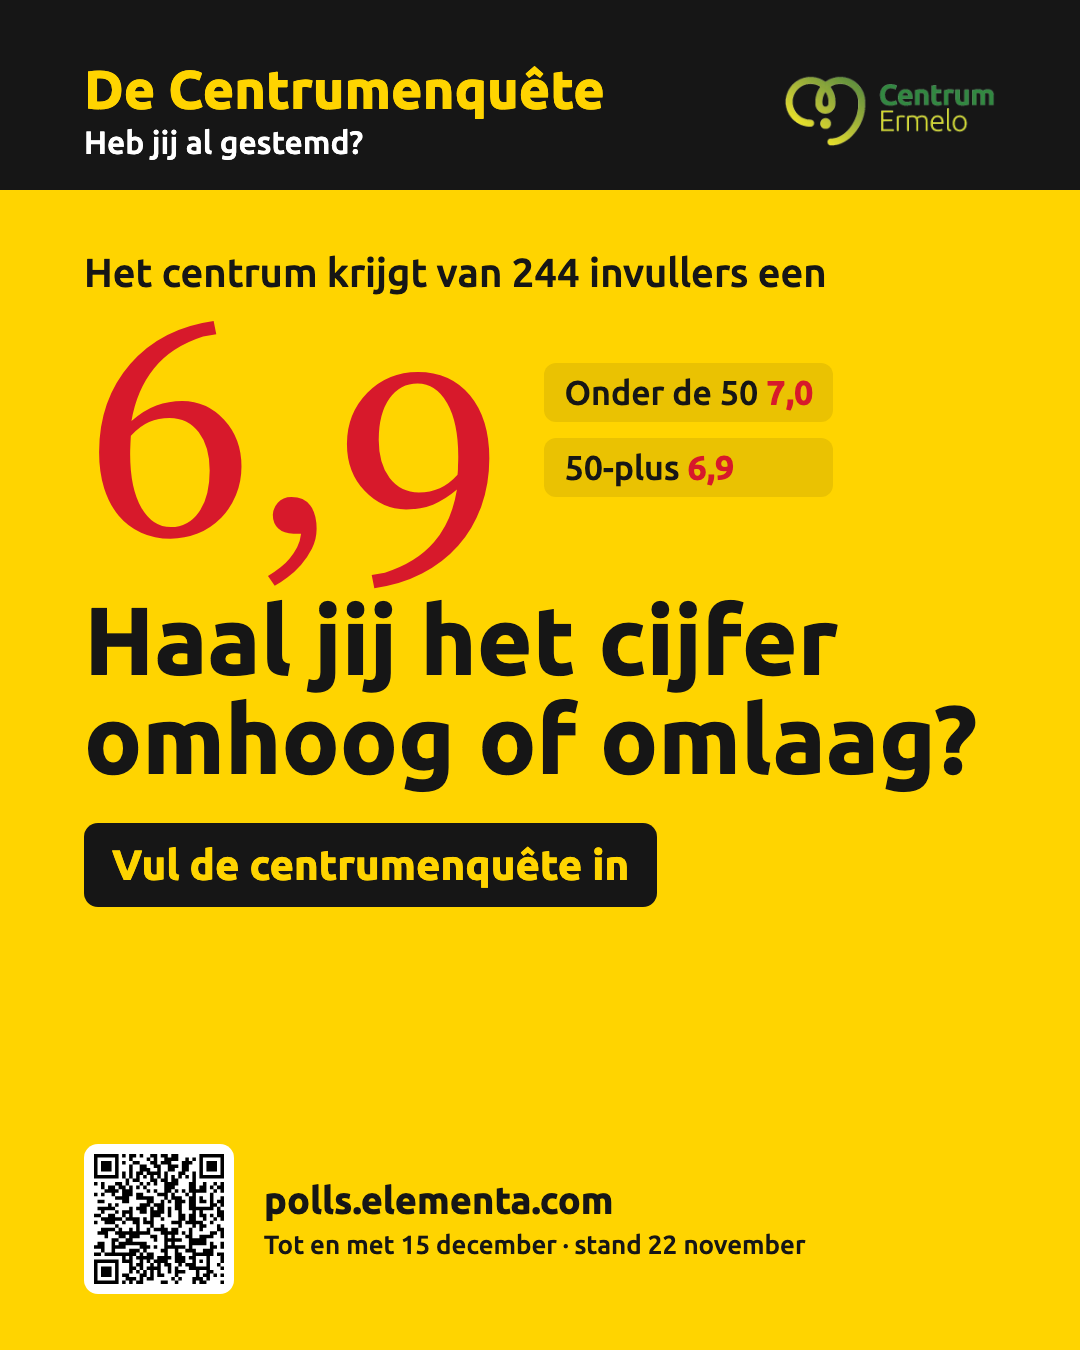 De Centrumenquête
Heb jij al gestemd?
Centrum
Ermelo
Het centrum krijgt van 244 invullers een
6,9
Onder de 50 7,0
50-plus 6,9
Haal jij het cijfer
omhoog of omlaag?
Vul de centrumenquête in
polls.elementa.com
Tot en met 15 december · stand 22 november